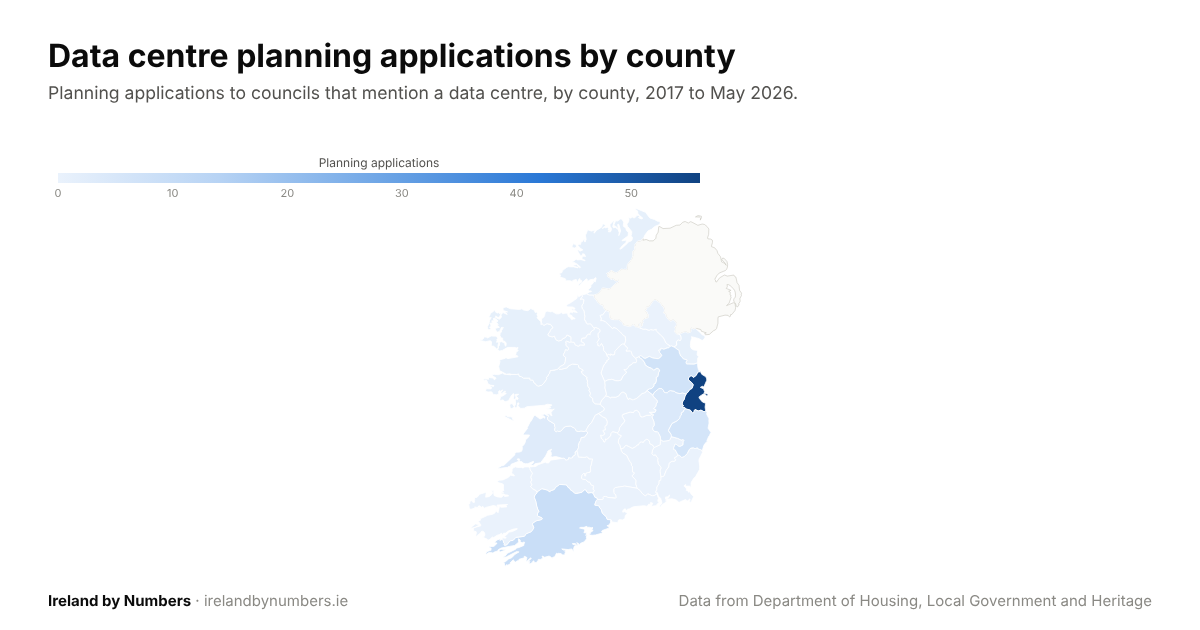 Data centre planning applications by county
Planning applications to councils that mention a data centre, by county, 2017 to May 2026.
Planning applications
0 10 20 30 40 50
Ireland by Numbers · irelandbynumbers.ie
Data from Department of Housing, Local Government and Heritage